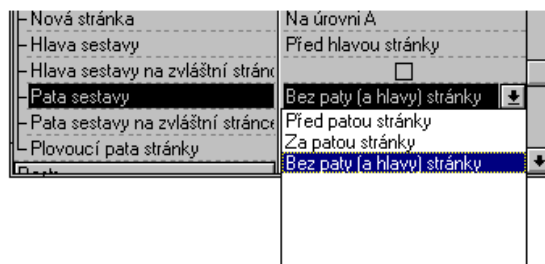 Nová stránka Na úrovni A
Hlava sestavy Před hlavou stránky
Hlava sestavy na zvláštní
Pata sestavy Bez paty (a hlavy) stránky
Pata sestavy na zvláštní stránce Před patou stránky
Plovoucí pata stránky Za patou stránky
Bez paty (a hlavy) stránky